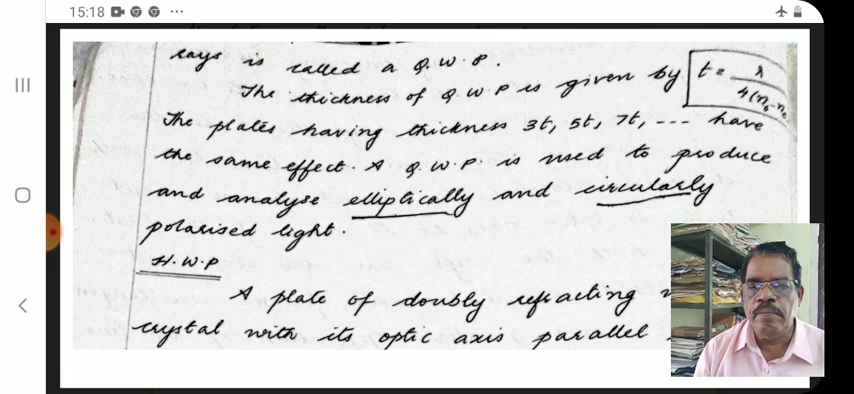 15:18
rays is called a Q.W.P.
The thickness of Q.W.P is given by t = λ / 4(n₀-nₑ
The plates having thickness 3t, 5t, 7t, --- have
the same effect. A Q.W.P. is used to produce
and analyse elliptically and circularly
polarised light.
H.W.P
A plate of doubly refracting
crystal with its optic axis parallel